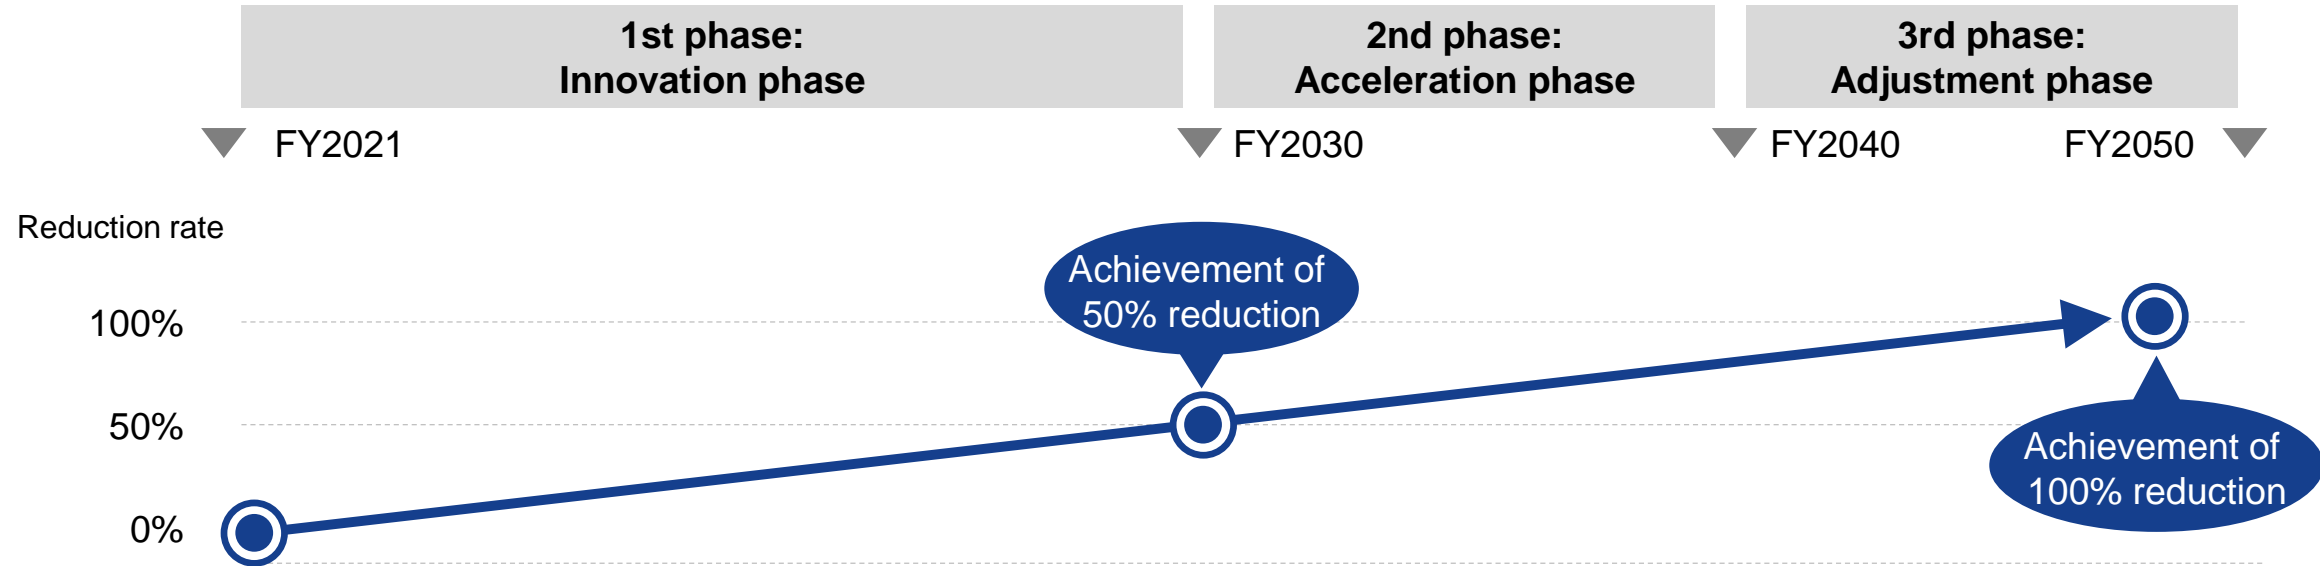 1st phase:
Innovation phase
2nd phase:
Acceleration phase
3rd phase:
Adjustment phase
FY2021
FY2030
FY2040
FY2050
Reduction rate
Achievement of
50% reduction
100%
50%
Achievement of
100% reduction
0%